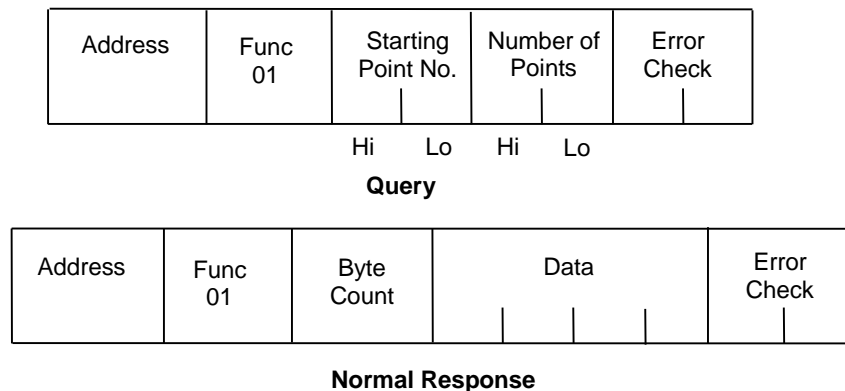 Address Func Starting Number of Error
01 Point No. Points Check
Hi Lo Hi Lo
Query
Address Func Byte Data Error
01 Count Check
Normal Response